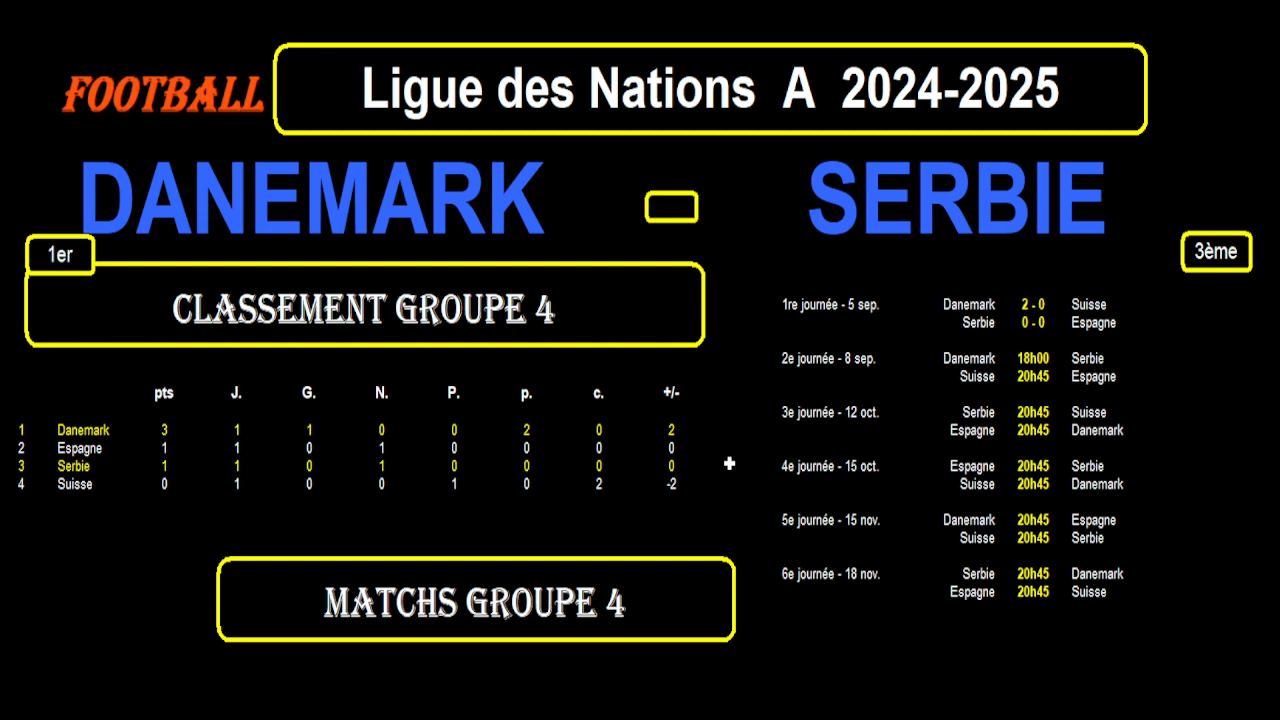 FOOTBALL
Ligue des Nations A 2024-2025
DANEMARK
SERBIE
1er
3ème
CLASSEMENT GROUPE 4
pts J. G. N. P. p. c. +/-
1 Danemark 3 1 1 0 0 2 0 2
2 Espagne 1 1 0 1 0 0 0 0
3 Serbie 1 1 0 1 0 0 0 0
4 Suisse 0 1 0 0 1 0 2 -2
+
MATCHS GROUPE 4
1re journée - 5 sep. Danemark 2 - 0 Suisse
Serbie 0 - 0 Espagne
2e journée - 8 sep. Danemark 18h00 Serbie
Suisse 20h45 Espagne
3e journée - 12 oct. Serbie 20h45 Suisse
Espagne 20h45 Danemark
4e journée - 15 oct. Espagne 20h45 Serbie
Suisse 20h45 Danemark
5e journée - 15 nov. Danemark 20h45 Espagne
Suisse 20h45 Serbie
6e journée - 18 nov. Serbie 20h45 Danemark
Espagne 20h45 Suisse